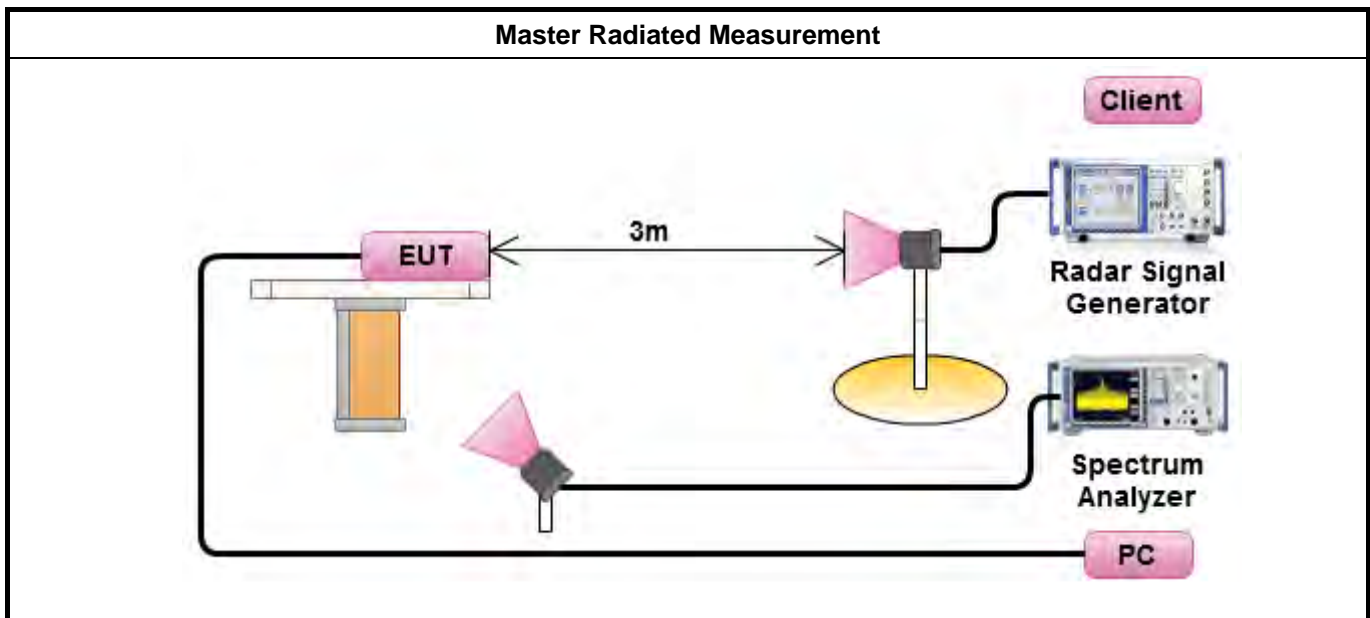 Master Radiated Measurement
Client
3m
EUT
Radar Signal
Generator
Spectrum
Analyzer
PC